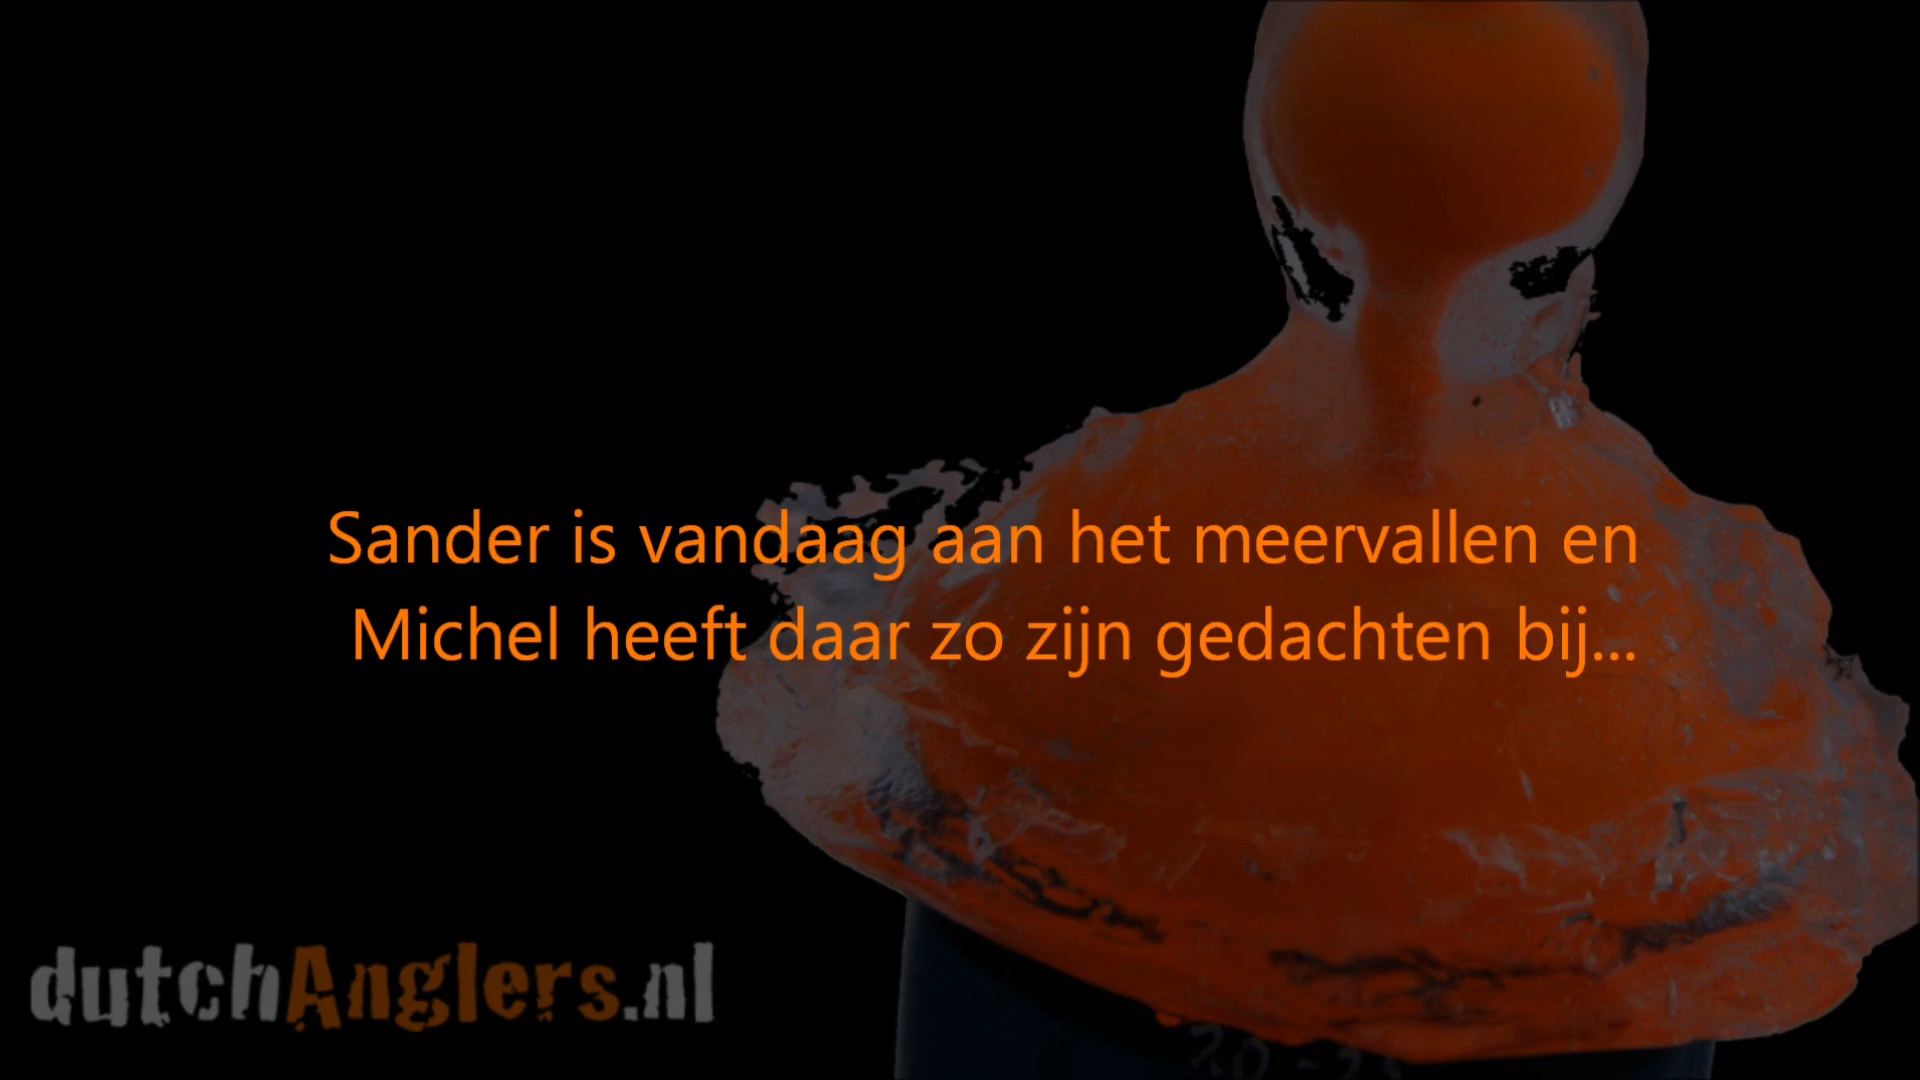 Sander is vandaag aan het meervallen en
Michel heeft daar zo zijn gedachten bij...
dutchAnglers.nl